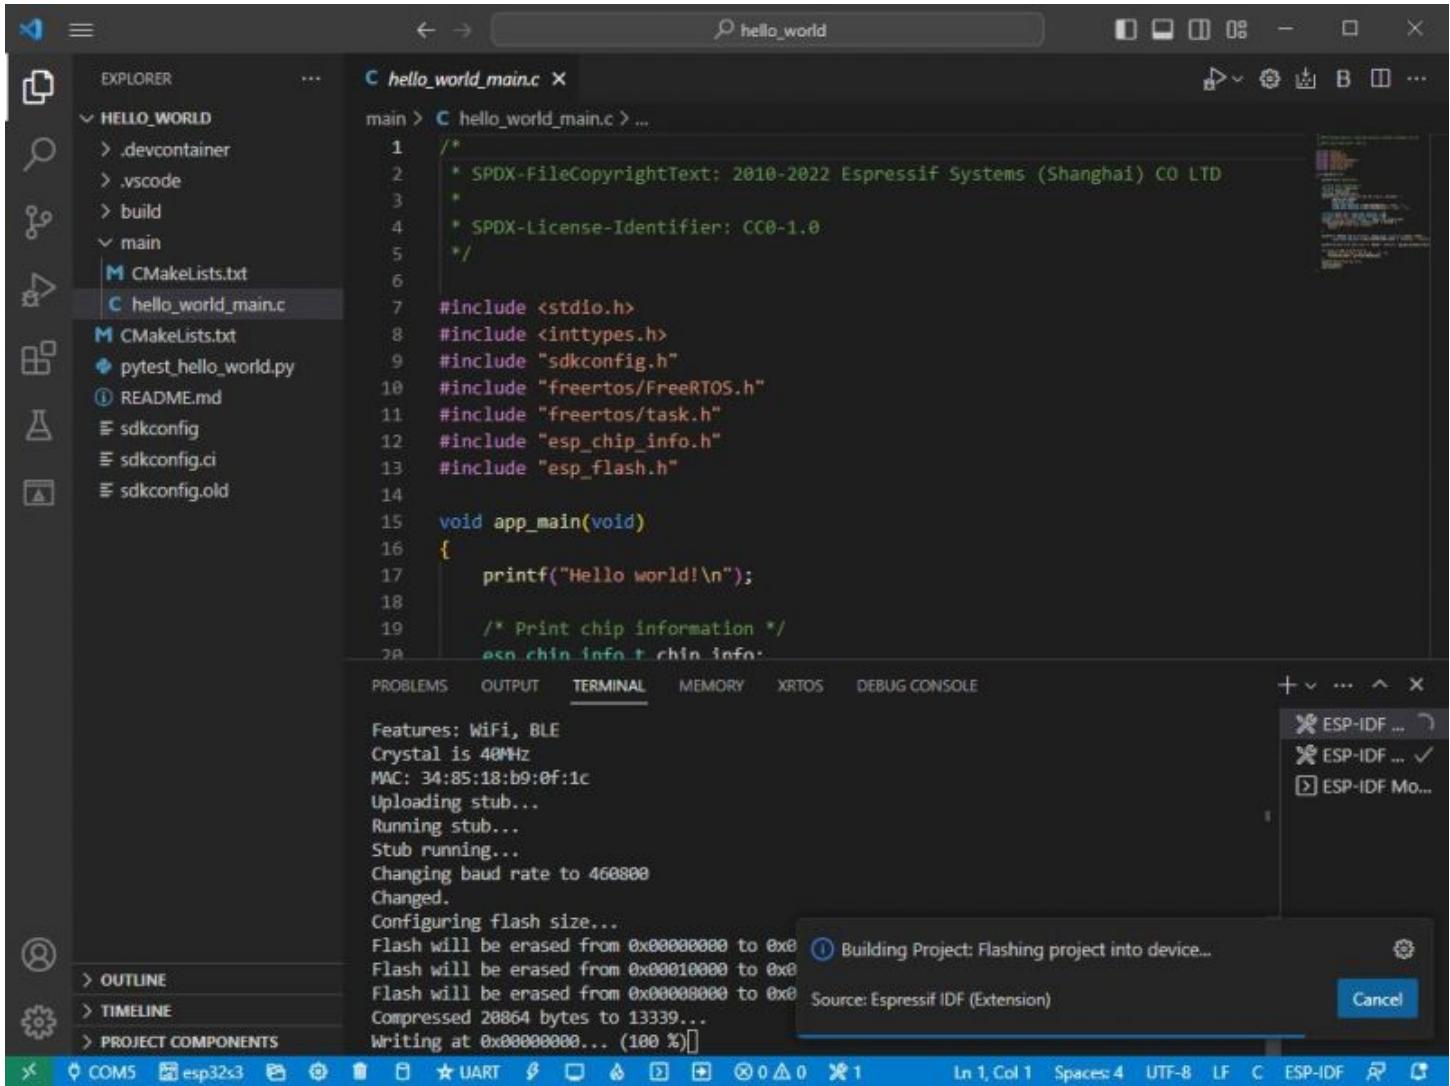 hello_world
EXPLORER
HELLO_WORLD
.devcontainer
.vscode
build
main
CMakeLists.txt
hello_world_main.c
CMakeLists.txt
pytest_hello_world.py
README.md
sdkconfig
sdkconfig.ci
sdkconfig.old
OUTLINE
TIMELINE
PROJECT COMPONENTS
C hello_world_main.c
B
main > C hello_world_main.c > ...
1 /*
2 * SPDX-FileCopyrightText: 2010-2022 Espressif Systems (Shanghai) CO LTD
3 *
4 * SPDX-License-Identifier: CC0-1.0
5 */
6
7 #include <stdio.h>
8 #include <inttypes.h>
9 #include "sdkconfig.h"
10 #include "freertos/FreeRTOS.h"
11 #include "freertos/task.h"
12 #include "esp_chip_info.h"
13 #include "esp_flash.h"
14
15 void app_main(void)
16 {
17 printf("Hello world!\n");
18
19 /* Print chip information */
20 esp_chip_info_t chip_info;
PROBLEMS OUTPUT TERMINAL MEMORY XRTOS DEBUG CONSOLE
Features: WiFi, BLE
Crystal is 40MHz
MAC: 34:85:18:b9:0f:1c
Uploading stub...
Running stub...
Stub running...
Changing baud rate to 460800
Changed.
Configuring flash size...
Flash will be erased from 0x00000000 to 0x0
Flash will be erased from 0x00010000 to 0x0
Flash will be erased from 0x00008000 to 0x0
Compressed 20864 bytes to 13339...
Writing at 0x00000000... (100 %)
ESP-IDF ...
ESP-IDF ...
ESP-IDF Mo...
Building Project: Flashing project into device...
Source: Espressif IDF (Extension)
Cancel
COM5 esp32s3 UART 0 0 1 Ln 1, Col 1 Spaces: 4 UTF-8 LF C ESP-IDF